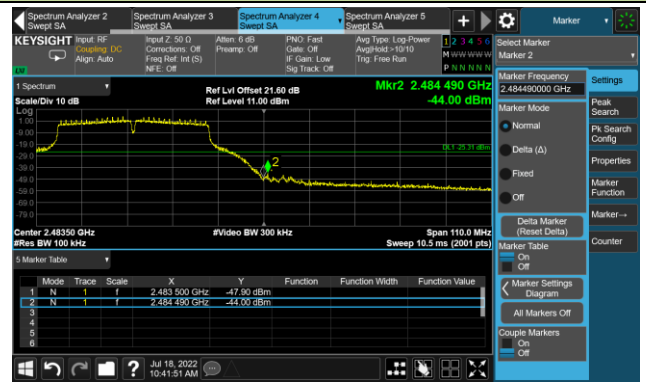 Spectrum Analyzer 2
Swept SA
Spectrum Analyzer 3
Swept SA
Spectrum Analyzer 4
Swept SA
Spectrum Analyzer 5
Swept SA
+
Marker
KEYSIGHT
Input: RF
Coupling: DC
Align: Auto
Input Z: 50 Ω
Corrections: Off
Freq Ref: Int (S)
NFE: Off
Atten: 6 dB
Preamp: Off
PNO: Fast
Gate: Off
IF Gain: Low
Sig Track: Off
Avg Type: Log-Power
Avg|Hold:>10/10
Trig: Free Run
1 2 3 4 5 6
M W W W W W
P N N N N N
Select Marker
Marker 2
1 Spectrum
Scale/Div 10 dB
Ref Lvl Offset 21.60 dB
Ref Level 11.00 dBm
Mkr2 2.484 490 GHz
-44.00 dBm
Log
1.00
-9.00
-19.0
-29.0
-39.0
-49.0
-59.0
-69.0
-79.0
DL1 -25.31 dBm
2
Center 2.48350 GHz
#Res BW 100 kHz
#Video BW 300 kHz
Span 110.0 MHz
Sweep 10.5 ms (2001 pts)
5 Marker Table
Mode Trace Scale X Y Function Function Width Function Value
1 N 1 f 2.483 500 GHz -47.90 dBm
2 N 1 f 2.484 490 GHz -44.00 dBm
3
4
5
6
Marker Frequency
2.484490000 GHz
Marker Mode
Normal
Delta (Δ)
Fixed
Off
Delta Marker
(Reset Delta)
Marker Table
On
Off
Marker Settings
Diagram
All Markers Off
Couple Markers
On
Off
Settings
Peak
Search
Pk Search
Config
Properties
Marker
Function
Marker→
Counter
?
Jul 18, 2022
10:41:51 AM